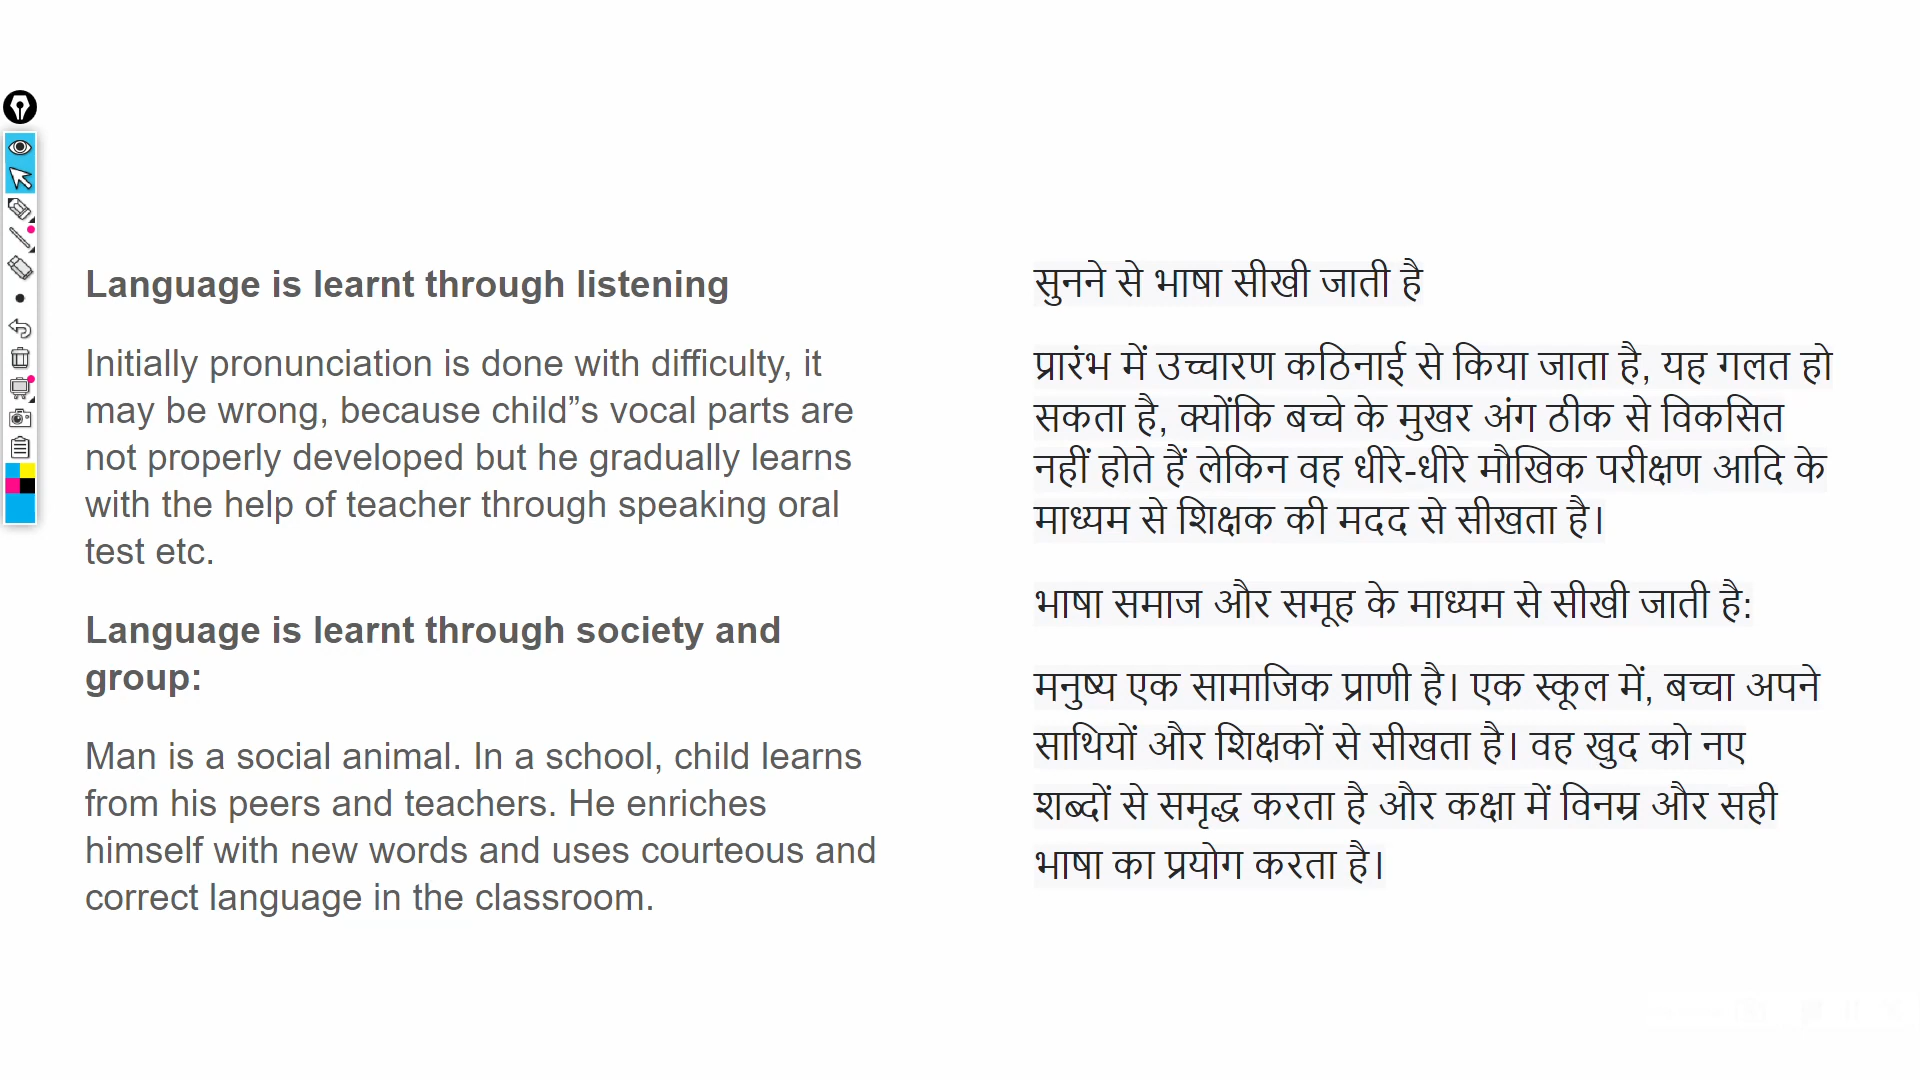 Language is learnt through listening
Initially pronunciation is done with difficulty, it
may be wrong, because child”s vocal parts are
not properly developed but he gradually learns
with the help of teacher through speaking oral
test etc.
Language is learnt through society and
group:
Man is a social animal. In a school, child learns
from his peers and teachers. He enriches
himself with new words and uses courteous and
correct language in the classroom.
सुनने से भाषा सीखी जाती है
प्रारंभ में उच्चारण कठिनाई से किया जाता है, यह गलत हो
सकता है, क्योंकि बच्चे के मुखर अंग ठीक से विकसित
नहीं होते हैं लेकिन वह धीरे-धीरे मौखिक परीक्षण आदि के
माध्यम से शिक्षक की मदद से सीखता है।
भाषा समाज और समूह के माध्यम से सीखी जाती है:
मनुष्य एक सामाजिक प्राणी है। एक स्कूल में, बच्चा अपने
साथियों और शिक्षकों से सीखता है। वह खुद को नए
शब्दों से समृद्ध करता है और कक्षा में विनम्र और सही
भाषा का प्रयोग करता है।